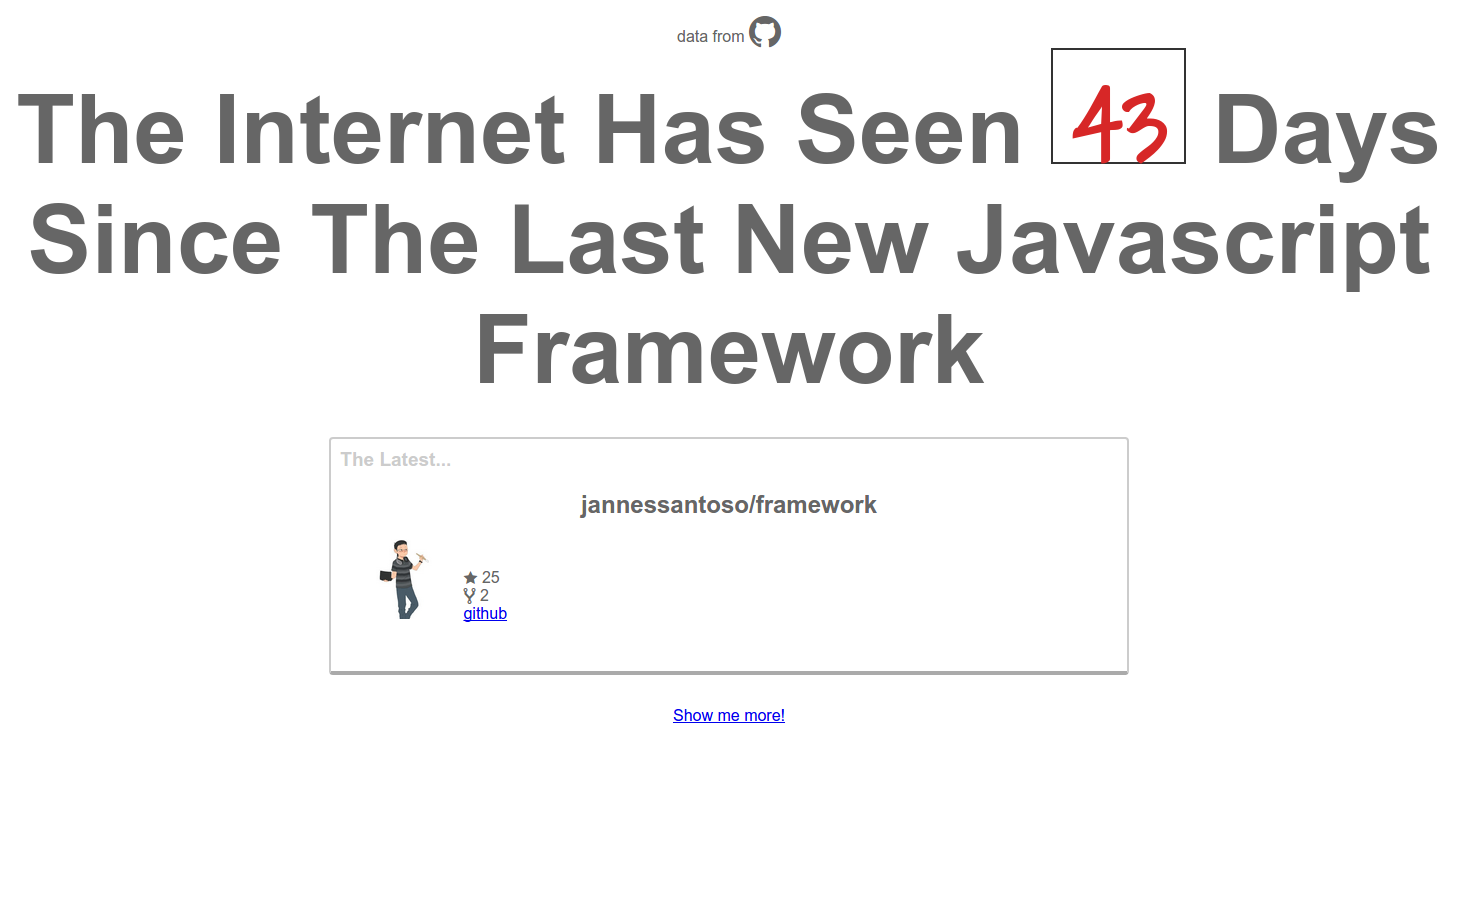 data from
The Internet Has Seen 43 Days
Since The Last New Javascript
Framework
The Latest...
jannessantoso/framework
25
2
github
Show me more!